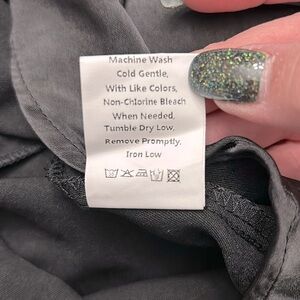 Machine Wash
Cold Gentle,
With Like Colors,
Non-Chlorine Bleach
When Needed,
Tumble Dry Low,
Remove Promptly,
Iron Low